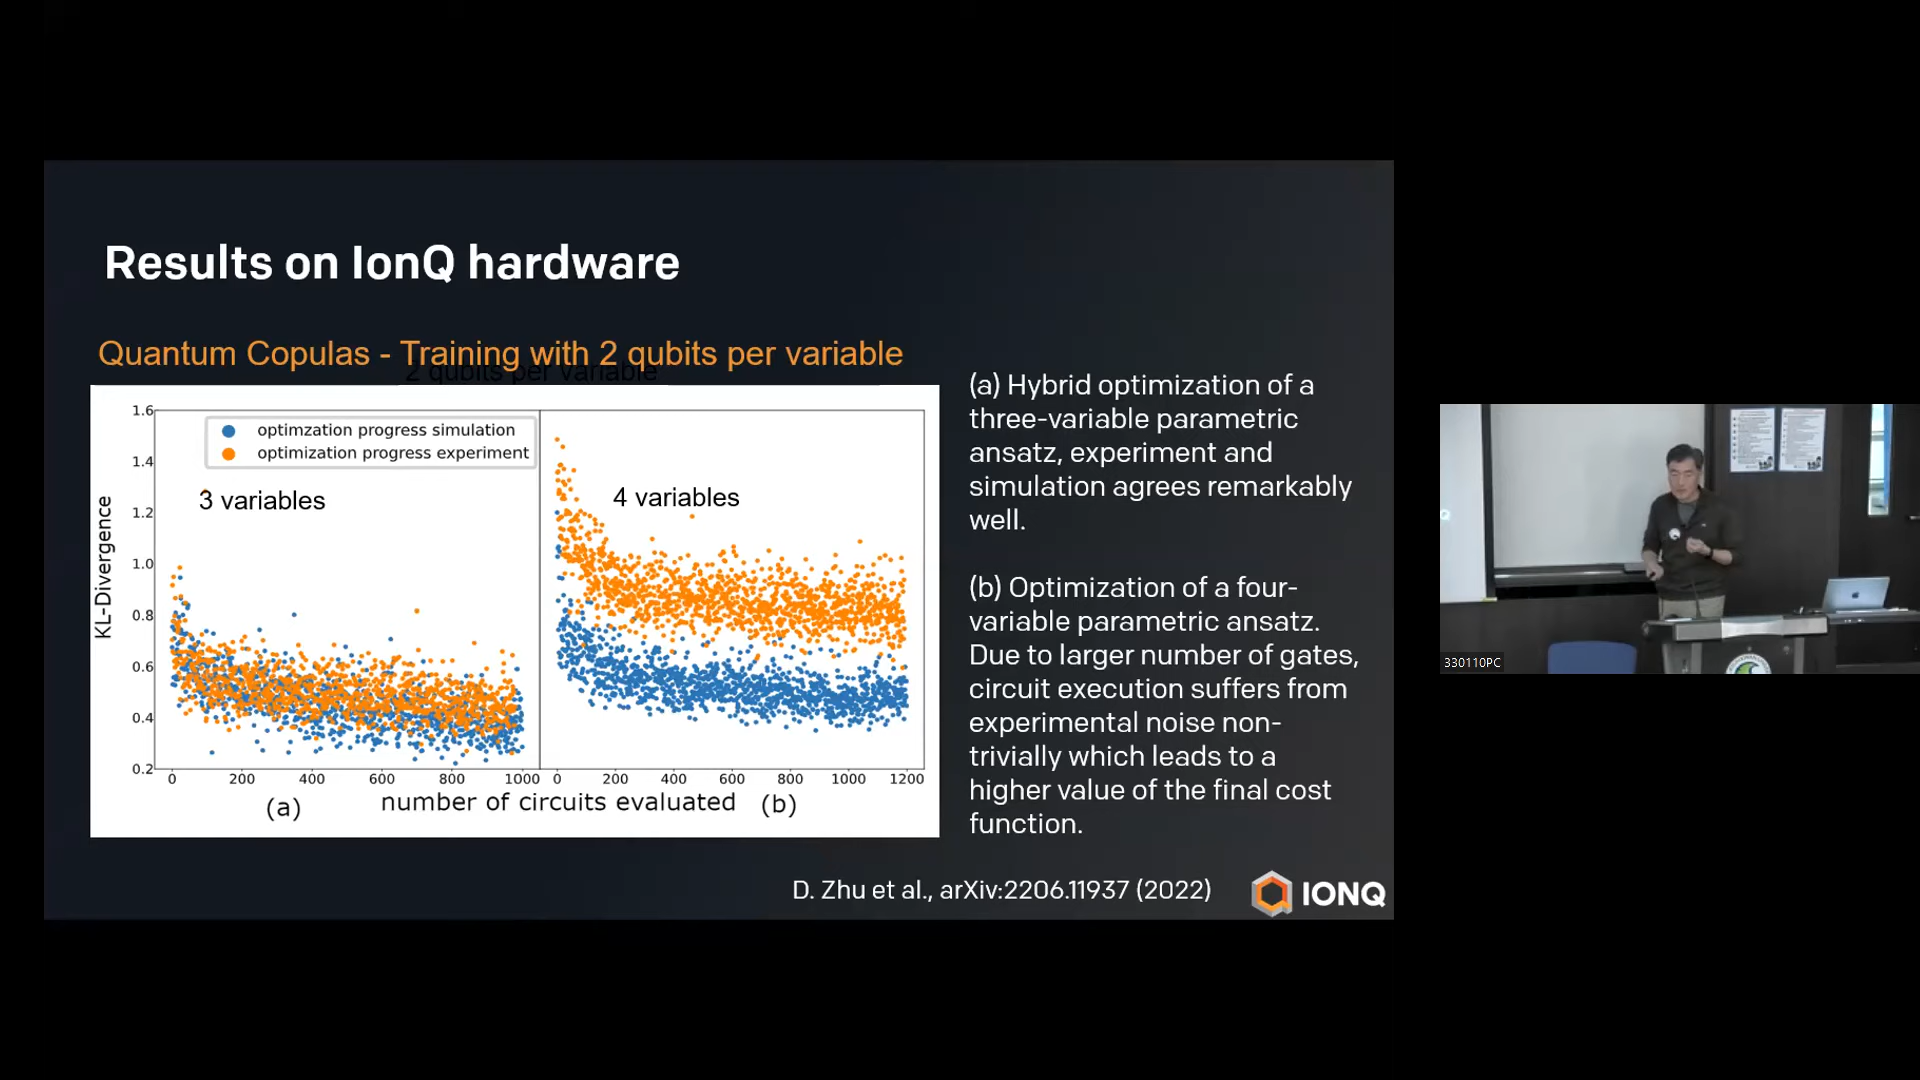 Results on IonQ hardware
Quantum Copulas - Training with 2 qubits per variable
2 qubits per variable
1.6
1.4
1.2
1.0
0.8
0.6
0.4
0.2
KL-Divergence
optimzation progress simulation
optimization progress experiment
3 variables
4 variables
0 200 400 600 800 1000 0 200 400 600 800 1000 1200
(a) number of circuits evaluated (b)
(a) Hybrid optimization of a
three-variable parametric
ansatz, experiment and
simulation agrees remarkably
well.
(b) Optimization of a four-
variable parametric ansatz.
Due to larger number of gates,
circuit execution suffers from
experimental noise non-
trivially which leads to a
higher value of the final cost
function.
D. Zhu et al., arXiv:2206.11937 (2022)
IONQ
330110PC